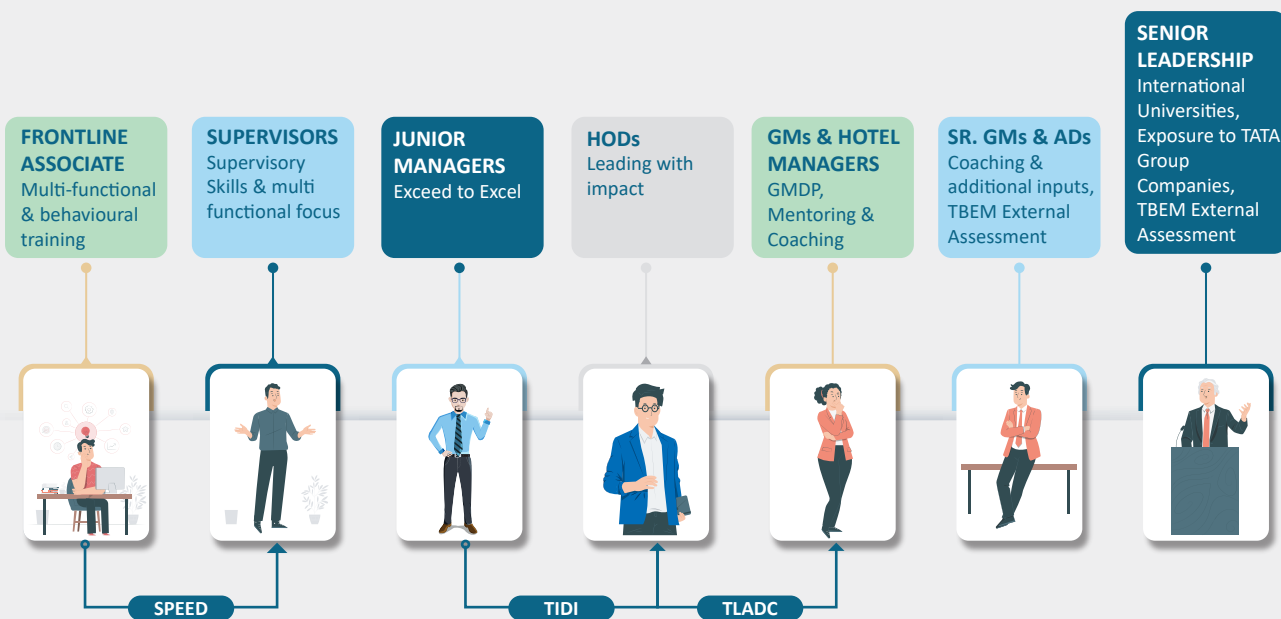 FRONTLINE
ASSOCIATE
Multi-functional
& behavioural
training
SUPERVISORS
Supervisory
Skills & multi
functional focus
JUNIOR
MANAGERS
Exceed to Excel
HODs
Leading with
impact
GMs & HOTEL
MANAGERS
GMDP,
Mentoring &
Coaching
SR. GMs & ADs
Coaching &
additional inputs,
TBEM External
Assessment
SENIOR
LEADERSHIP
International
Universities,
Exposure to TATA
Group
Companies,
TBEM External
Assessment
SPEED
TIDI
TLADC